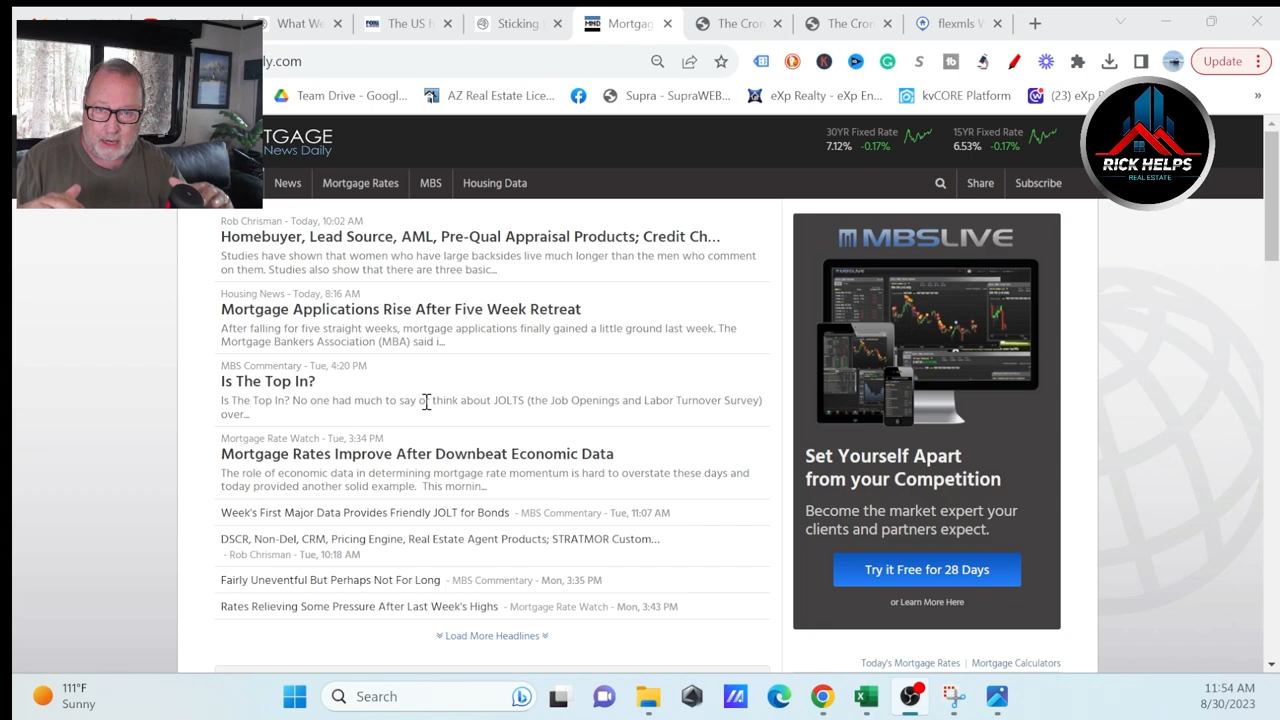 What We
The US h
Sticking
Mortgag
The Cron
The Cron
flexmls W
ly.com
Update
Team Drive - Googl...
AZ Real Estate Lice...
Supra - SupraWEB...
eXp Realty - eXp En...
kvCORE Platform
(23) eXp R
RICK HELPS
REAL ESTATE
RTGAGE
News Daily
30YR Fixed Rate
7.12% -0.17%
15YR Fixed Rate
6.53% -0.17%
News
Mortgage Rates
MBS
Housing Data
Share
Subscribe
Rob Chrisman - Today, 10:02 AM
Homebuyer, Lead Source, AML, Pre-Qual Appraisal Products; Credit Ch...
Studies have shown that women who have large backsides live much longer than the men who comment
on them. Studies also show that there are three basic...
Housing News - Today, 8:16 AM
Mortgage Applications Rise After Five Week Retreat
After falling for five straight weeks, mortgage applications finally gained a little ground last week. The
Mortgage Bankers Association (MBA) said i...
MBS Commentary - Tue, 4:20 PM
Is The Top In?
Is The Top In? No one had much to say or think about JOLTS (the Job Openings and Labor Turnover Survey)
over...
Mortgage Rate Watch - Tue, 3:34 PM
Mortgage Rates Improve After Downbeat Economic Data
The role of economic data in determining mortgage rate momentum is hard to overstate these days and
today provided another solid example. This mornin...
Week's First Major Data Provides Friendly JOLT for Bonds - MBS Commentary - Tue, 11:07 AM
DSCR, Non-Del, CRM, Pricing Engine, Real Estate Agent Products; STRATMOR Custom...
- Rob Chrisman - Tue, 10:18 AM
Fairly Uneventful But Perhaps Not For Long - MBS Commentary - Mon, 3:35 PM
Rates Relieving Some Pressure After Last Week's Highs - Mortgage Rate Watch - Mon, 3:43 PM
Load More Headlines
MBSLIVE
Set Yourself Apart
from your Competition
Become the market expert your
clients and partners expect.
Try it Free for 28 Days
or Learn More Here
Today's Mortgage Rates | Mortgage Calculators
111°F
Sunny
Search
11:54 AM
8/30/2023